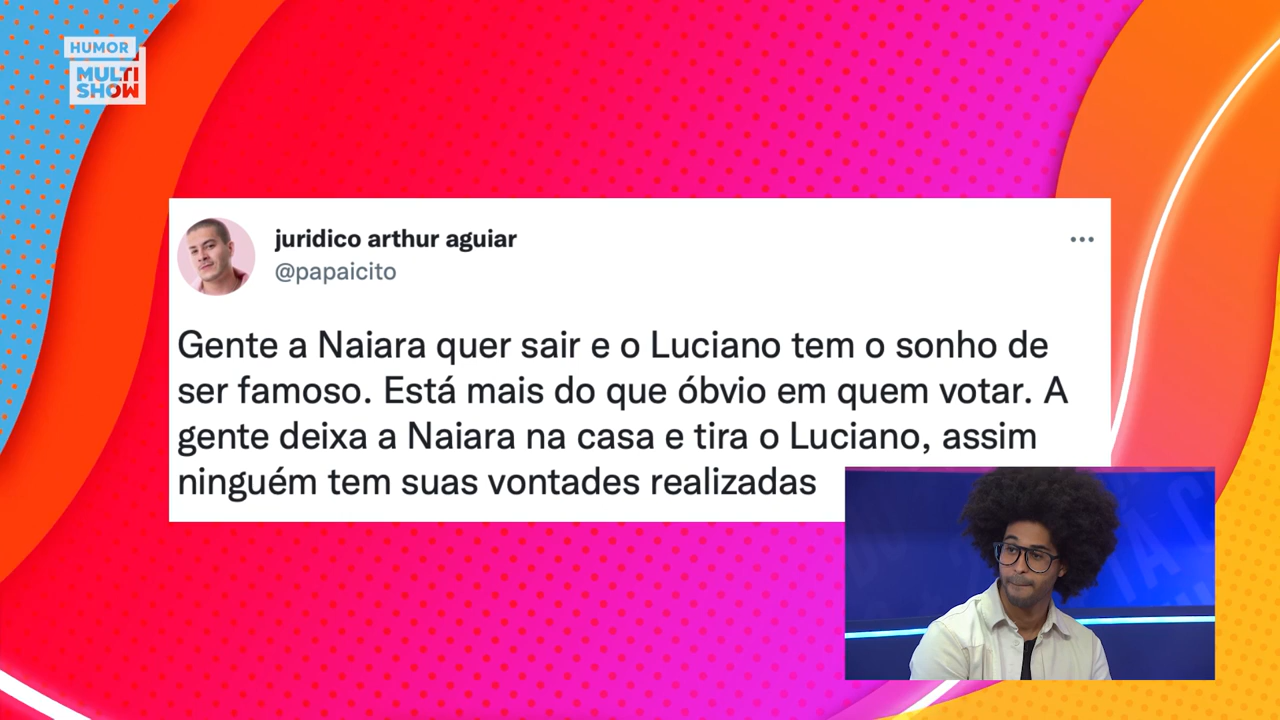 HUMOR
MULTI
SHOW
juridico arthur aguiar
@papaicito
Gente a Naiara quer sair e o Luciano tem o sonho de
ser famoso. Está mais do que óbvio em quem votar. A
gente deixa a Naiara na casa e tira o Luciano, assim
ninguém tem suas vontades realizadas